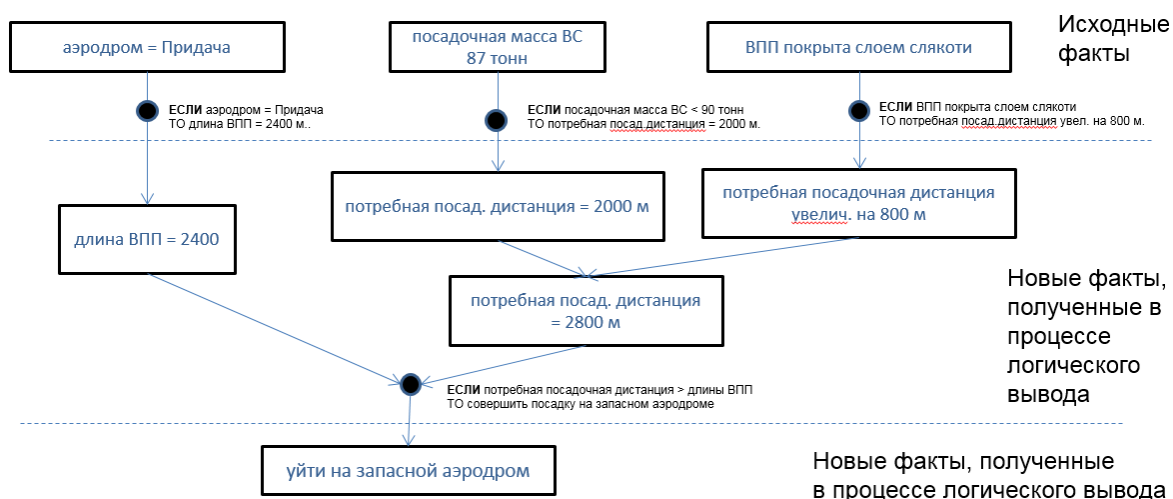 Исходные
факты
аэродром = Придача
посадочная масса ВС
87 тонн
ВПП покрыта слоем слякоти
ЕСЛИ аэродром = Придача
ТО длина ВПП = 2400 м..
ЕСЛИ посадочная масса ВС < 90 тонн
ТО потребная посад.дистанция = 2000 м.
ЕСЛИ ВПП покрыта слоем слякоти
ТО потребная посад.дистанция увел. на 800 м.
длина ВПП = 2400
потребная посад. дистанция = 2000 м
потребная посадочная дистанция
увелич. на 800 м
потребная посад. дистанция
= 2800 м
Новые факты,
полученные в
процессе
логического
вывода
ЕСЛИ потребная посадочная дистанция > длины ВПП
ТО совершить посадку на запасном аэродроме
уйти на запасной аэродром
Новые факты, полученные
в процессе логического вывода